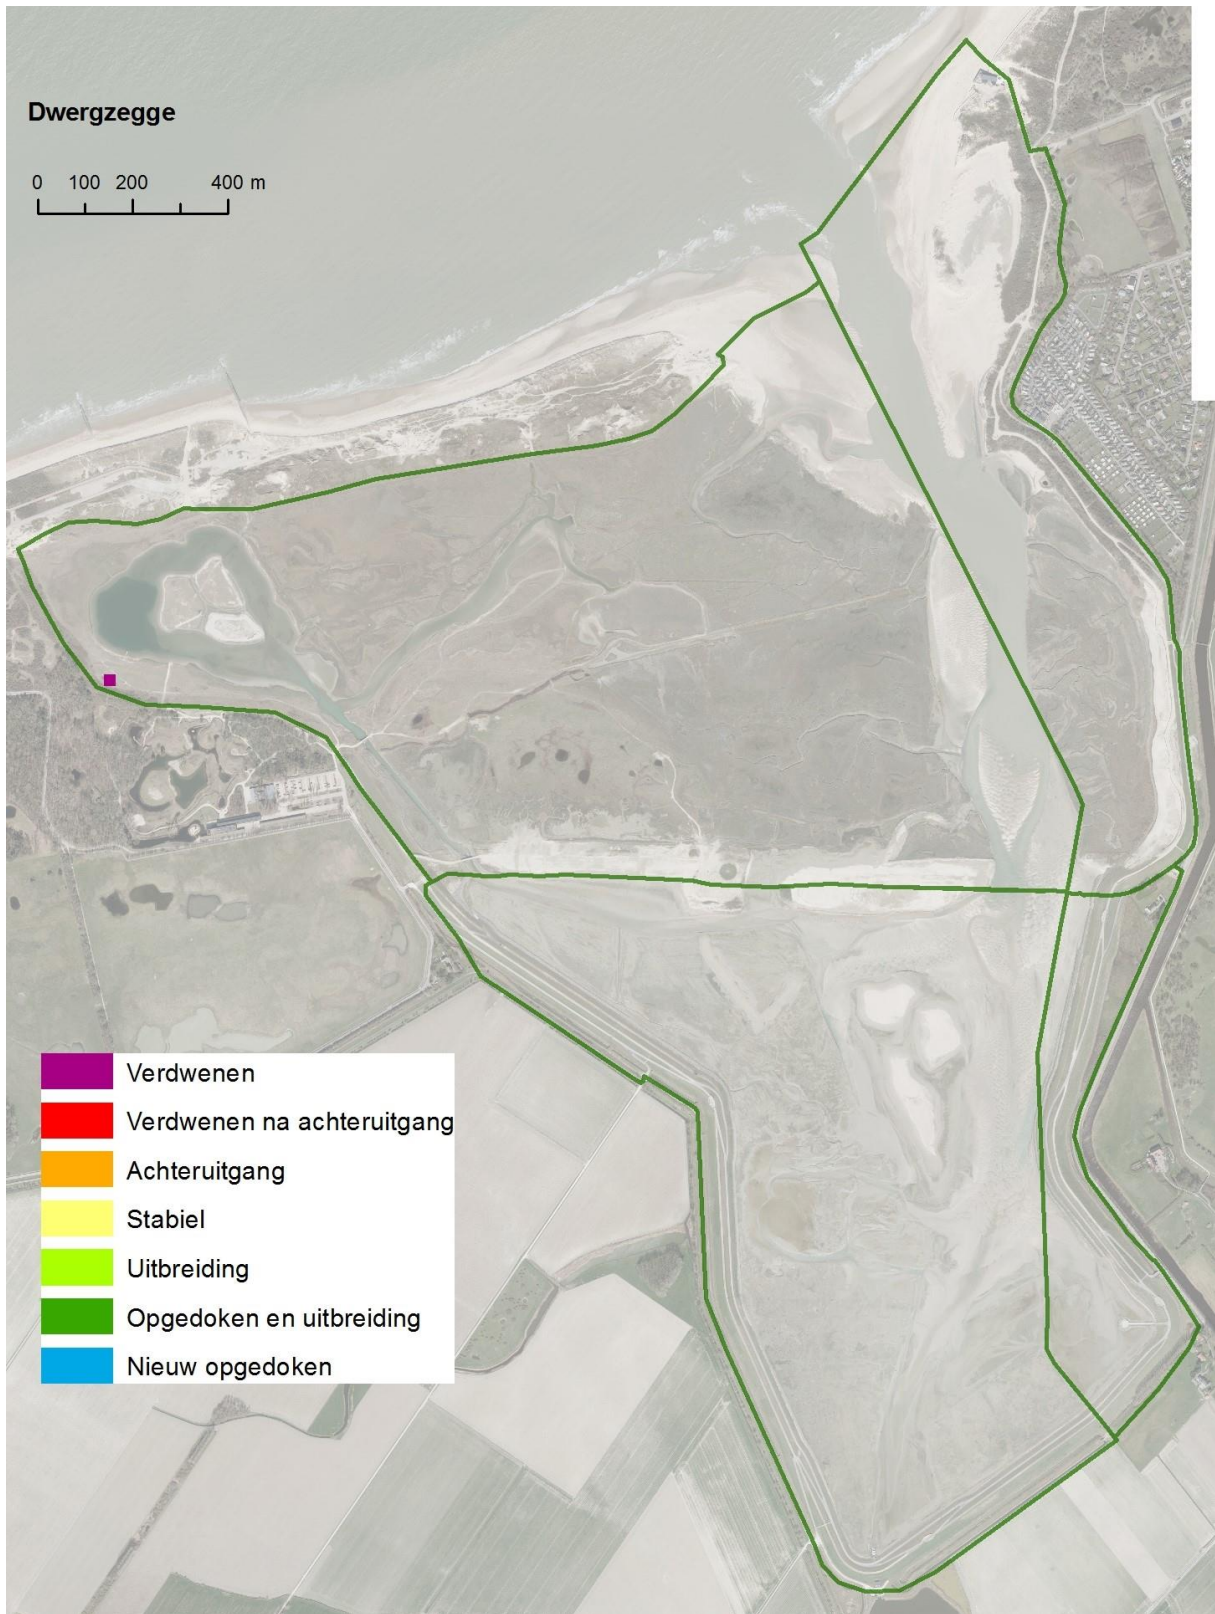 Dwergzegge
0 100 200 400 m
Verdwenen
Verdwenen na achteruitgang
Achteruitgang
Stabiel
Uitbreiding
Opgedoken en uitbreiding
Nieuw opgedoken